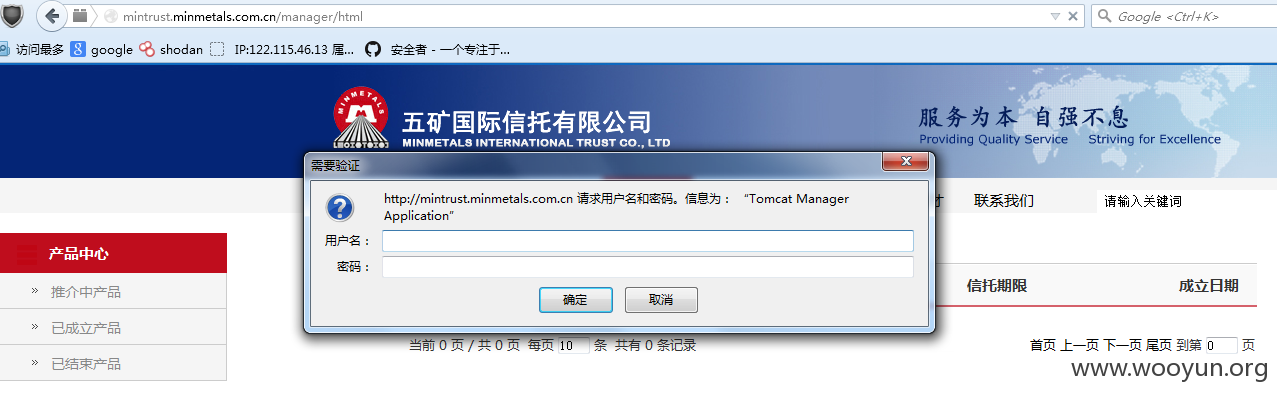 mintrust.minmetals.com.cn/manager/html
Google <Ctrl+K>
访问最多 google shodan IP:122.115.46.13 属... 安全者 - 一个专注于...
MINMETALS
五矿国际信托有限公司
MINMETALS INTERNATIONAL TRUST CO., LTD
服务为本 自强不息
Providing Quality Service Striving for Excellence
需要验证
http://mintrust.minmetals.com.cn 请求用户名和密码。信息为: “Tomcat Manager
Application”
用户名:
密码:
确定 取消
才 联系我们 请输入关键词
产品中心
推介中产品
已成立产品
已结束产品
信托期限 成立日期
当前 0 页 / 共 0 页 每页 10 条 共有 0 条记录
首页 上一页 下一页 尾页 到第 0 页
www.wooyun.org